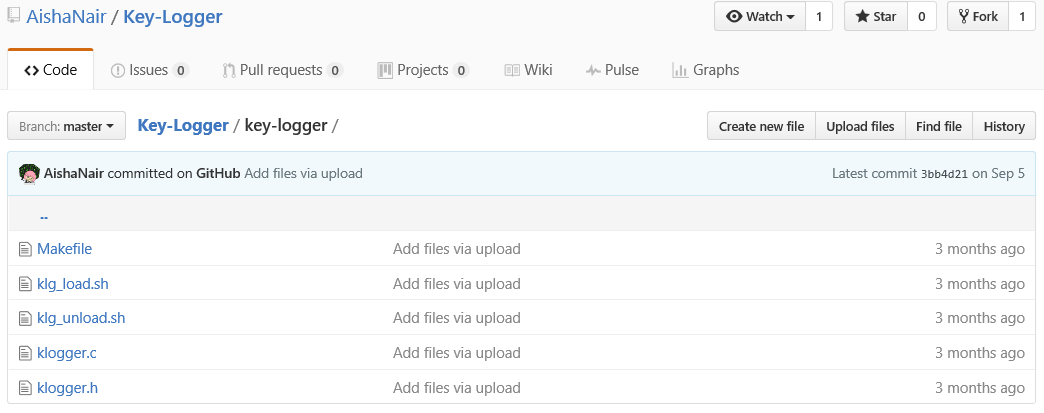 AishaNair / Key-Logger Watch 1 Star 0 Fork 1
Code Issues 0 Pull requests 0 Projects 0 Wiki Pulse Graphs
Branch: master Key-Logger / key-logger / Create new file Upload files Find file History
AishaNair committed on GitHub Add files via upload Latest commit 3bb4d21 on Sep 5
..
Makefile Add files via upload 3 months ago
klg_load.sh Add files via upload 3 months ago
klg_unload.sh Add files via upload 3 months ago
klogger.c Add files via upload 3 months ago
klogger.h Add files via upload 3 months ago